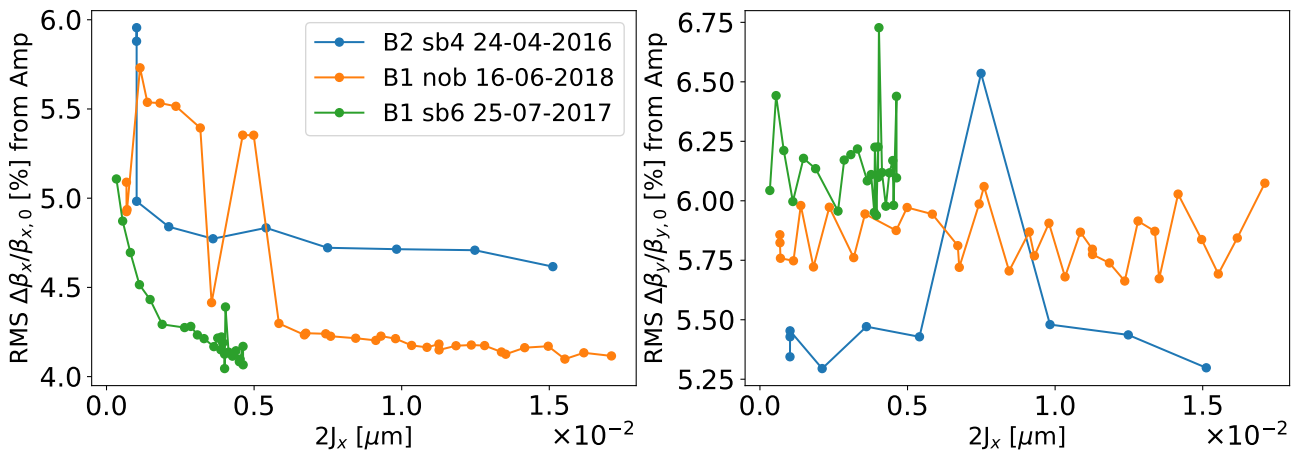 RMS Δβx/βx,0 [%] from Amp
6.0
5.5
5.0
4.5
4.0
B2 sb4 24-04-2016
B1 nob 16-06-2018
B1 sb6 25-07-2017
0.0 0.5 1.0 1.5
2Jx [μm]
×10−2
RMS Δβy/βy,0 [%] from Amp
6.75
6.50
6.25
6.00
5.75
5.50
5.25
0.0 0.5 1.0 1.5
2Jx [μm]
×10−2